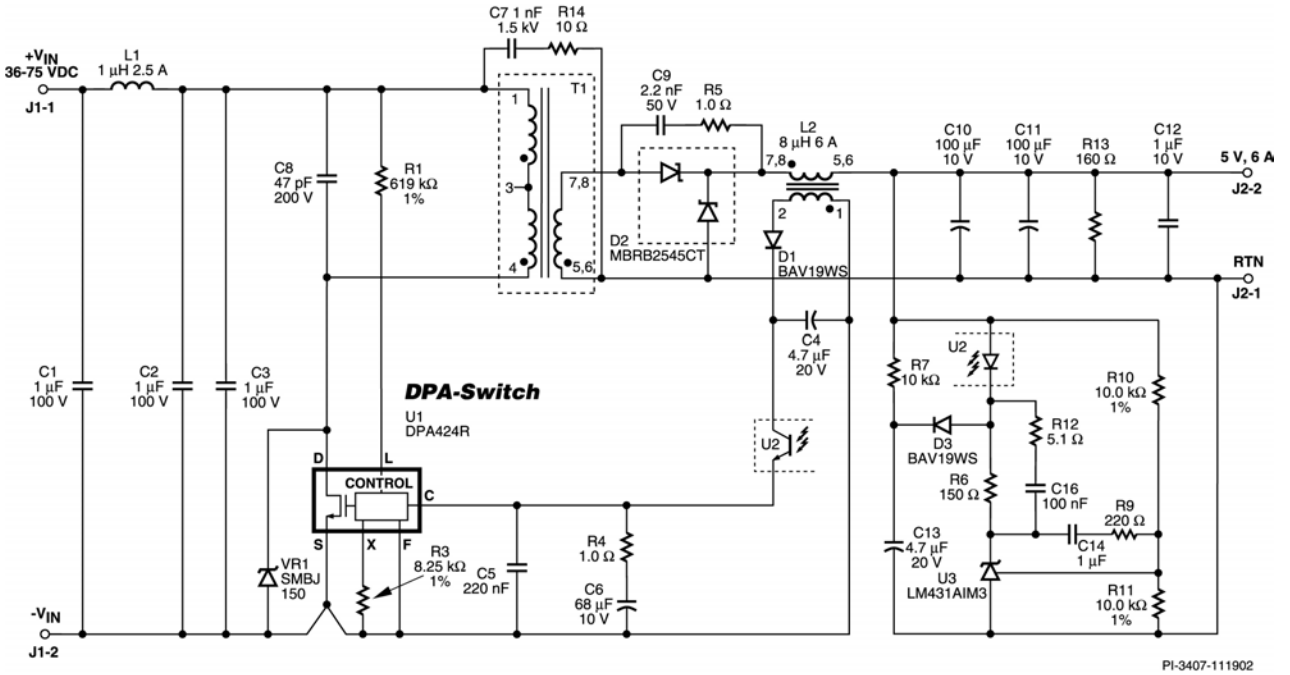 C7 1 nF
1.5 kV
R14
10 Ω
+VIN
36-75 VDC
J1-1
L1
1 µH 2.5 A
T1
1
3
4
7,8
5,6
C9
2.2 nF
50 V
R5
1.0 Ω
L2
8 µH 6 A
7,8
5,6
2
1
C10
100 µF
10 V
C11
100 µF
10 V
R13
160 Ω
C12
1 µF
10 V
5 V, 6 A
J2-2
C8
47 pF
200 V
R1
619 kΩ
1%
D2
MBRB2545CT
D1
BAV19WS
RTN
J2-1
C1
1 µF
100 V
C2
1 µF
100 V
C3
1 µF
100 V
DPA-Switch
U1
DPA424R
C4
4.7 µF
20 V
U2
R7
10 kΩ
R10
10.0 kΩ
1%
D3
BAV19WS
R12
5.1 Ω
U2
D
L
CONTROL
C
S
X
F
R6
150 Ω
C16
100 nF
R9
220 Ω
C14
1 µF
C13
4.7 µF
20 V
U3
LM431AIM3
R11
10.0 kΩ
1%
VR1
SMBJ
150
R3
8.25 kΩ
1%
C5
220 nF
R4
1.0 Ω
C6
68 µF
10 V
-VIN
J1-2
PI-3407-111902